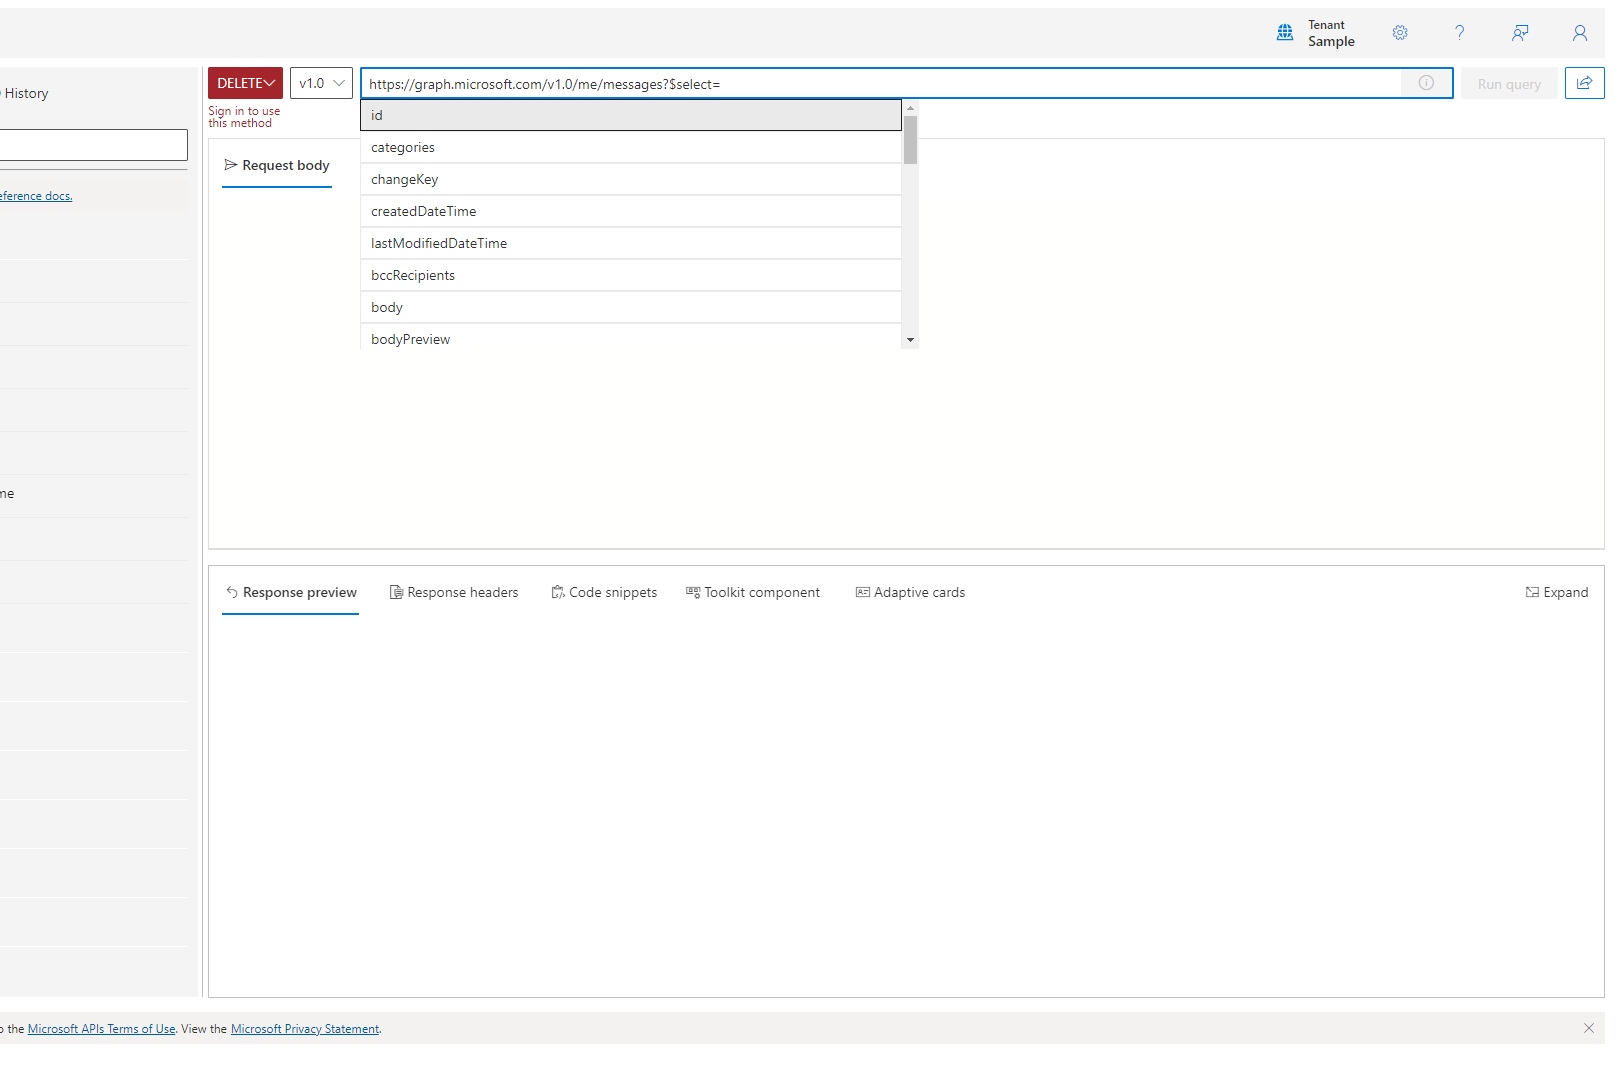 Tenant
Sample
History
DELETE
v1.0
https://graph.microsoft.com/v1.0/me/messages?$select=
Run query
Sign in to use
this method
id
categories
changeKey
createdDateTime
lastModifiedDateTime
bccRecipients
body
bodyPreview
Request body
eference docs.
me
Response preview
Response headers
Code snippets
Toolkit component
Adaptive cards
Expand
o the Microsoft APIs Terms of Use. View the Microsoft Privacy Statement.